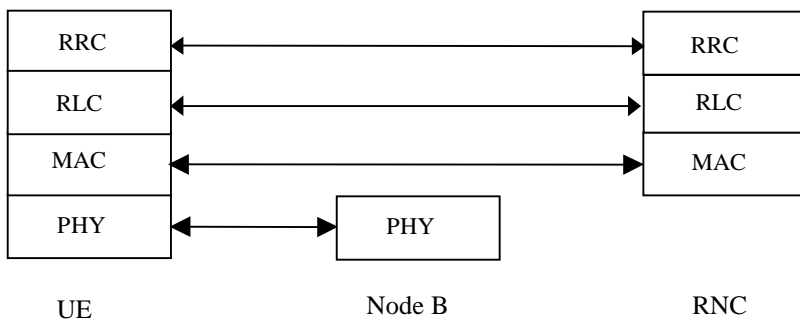 RRC RRC
RLC RLC
MAC MAC
PHY PHY
UE Node B RNC